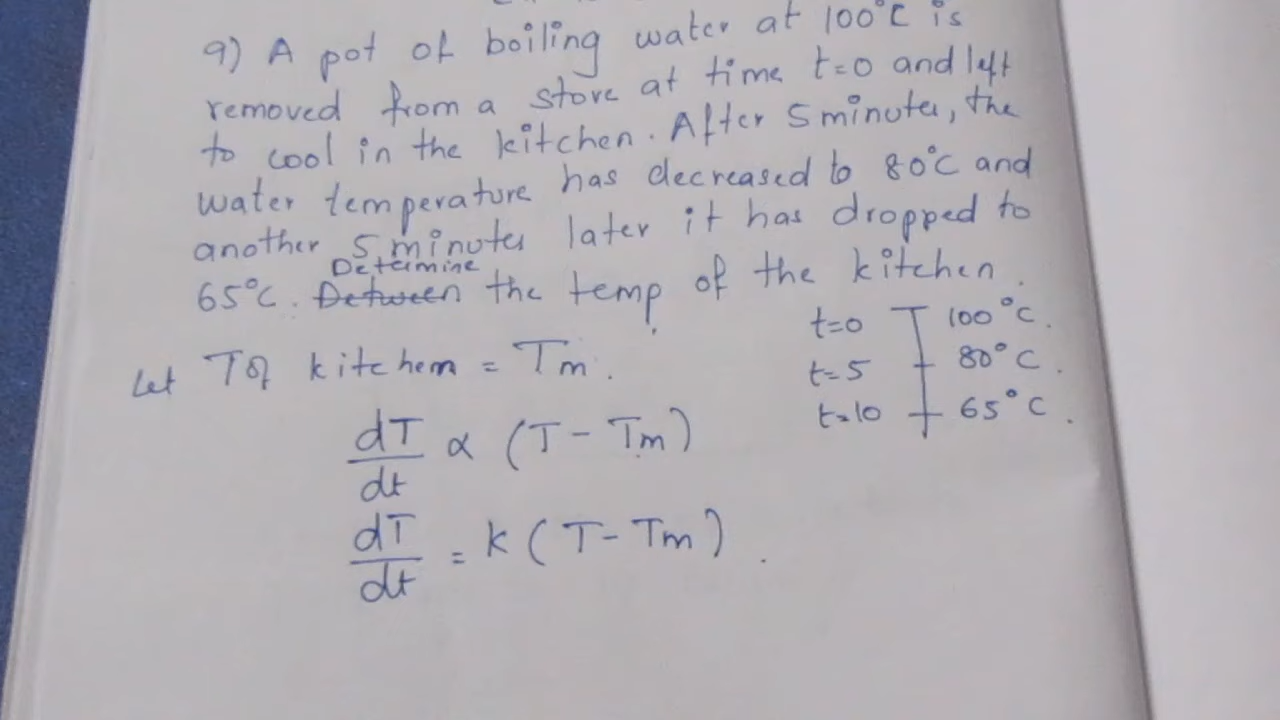 9) A pot of boiling water at 100°C is
removed from a stove at time t=0 and left
to cool in the kitchen. After 5 minutes, the
water temperature has decreased to 80°C and
another 5 minutes later it has dropped to
Determine
65°C. Between the temp of the kitchen.
t=0 100°C.
t=5 80°C.
t=10 65°C.
Let T of kitchen = Tm.
dT/dt ∝ (T - Tm)
dT/dt = k (T - Tm).